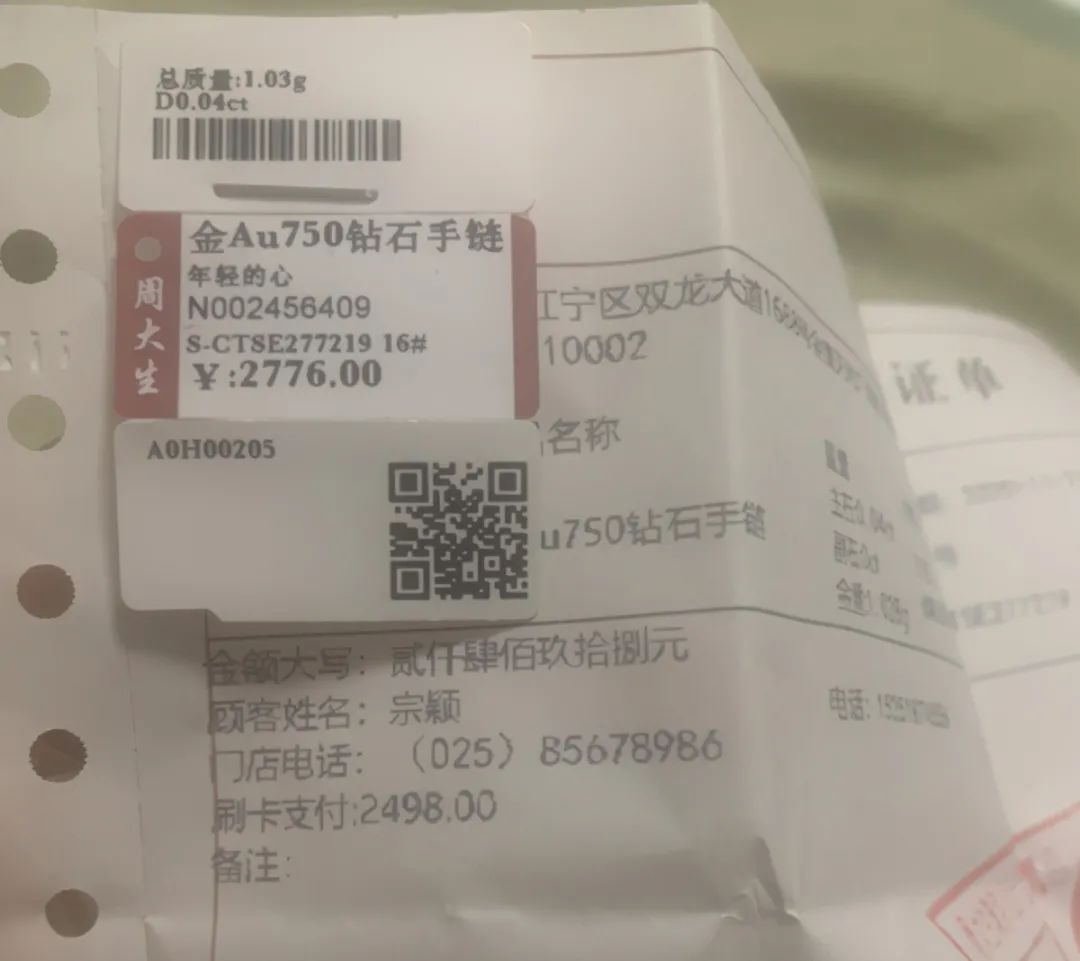 总质量:1.03g
D0.04ct
金Au750钻石手链
年轻的心
N002456409
S-CTSE277219 16#
¥:2776.00
周大生
A0H00205
江宁区双龙大道
10002
名称
u750钻石手链
金额大写：贰仟肆佰玖拾捌元
顾客姓名：宗颖
门店电话：（025）85678986
刷卡支付:2498.00
备注:
电话:
证单